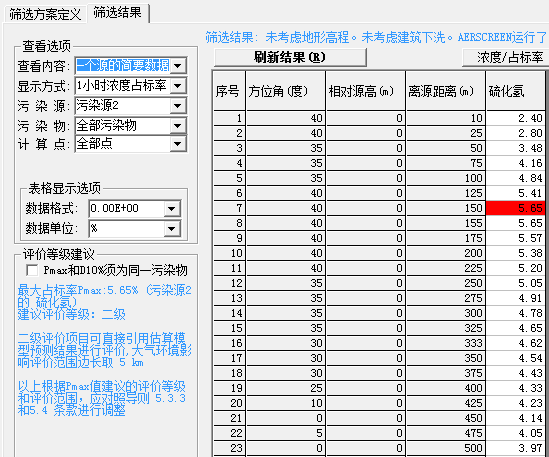 筛选方案定义 筛选结果
筛选结果: 未考虑地形高程。未考虑建筑下洗。AERSCREEN运行了
查看选项
查看内容: 一个源的简要数据
显示方式: 1小时浓度占标率
污 染 源: 污染源2
污 染 物: 全部污染物
计 算 点: 全部点
表格显示选项
数据格式: 0.00E+00
数据单位: %
评价等级建议
Pmax和D10%须为同一污染物
最大占标率Pmax:5.65% (污染源2
的 硫化氢)
建议评价等级: 二级
二级评价项目可直接引用估算模
型预测结果进行评价,大气环境影
响评价范围边长取 5 km
以上根据Pmax值建议的评价等级
和评价范围, 应对照导则 5.3.3
和5.4 条款进行调整
刷新结果(R) 浓度/占标率
序号 方位角(度) 相对源高(m) 离源距离(m) 硫化氢
1 40 0 10 2.40
2 40 0 25 2.80
3 35 0 50 3.48
4 35 0 75 4.16
5 35 0 100 4.84
6 40 0 125 5.41
7 40 0 150 5.65
8 40 0 155 5.65
9 40 0 175 5.57
10 40 0 200 5.38
11 40 0 225 5.20
12 40 0 250 5.05
13 35 0 275 4.91
14 35 0 300 4.78
15 35 0 325 4.65
16 30 0 333 4.62
17 30 0 350 4.54
18 30 0 375 4.43
19 25 0 400 4.33
20 10 0 425 4.23
21 0 0 450 4.14
22 5 0 475 4.05
23 0 0 500 3.97